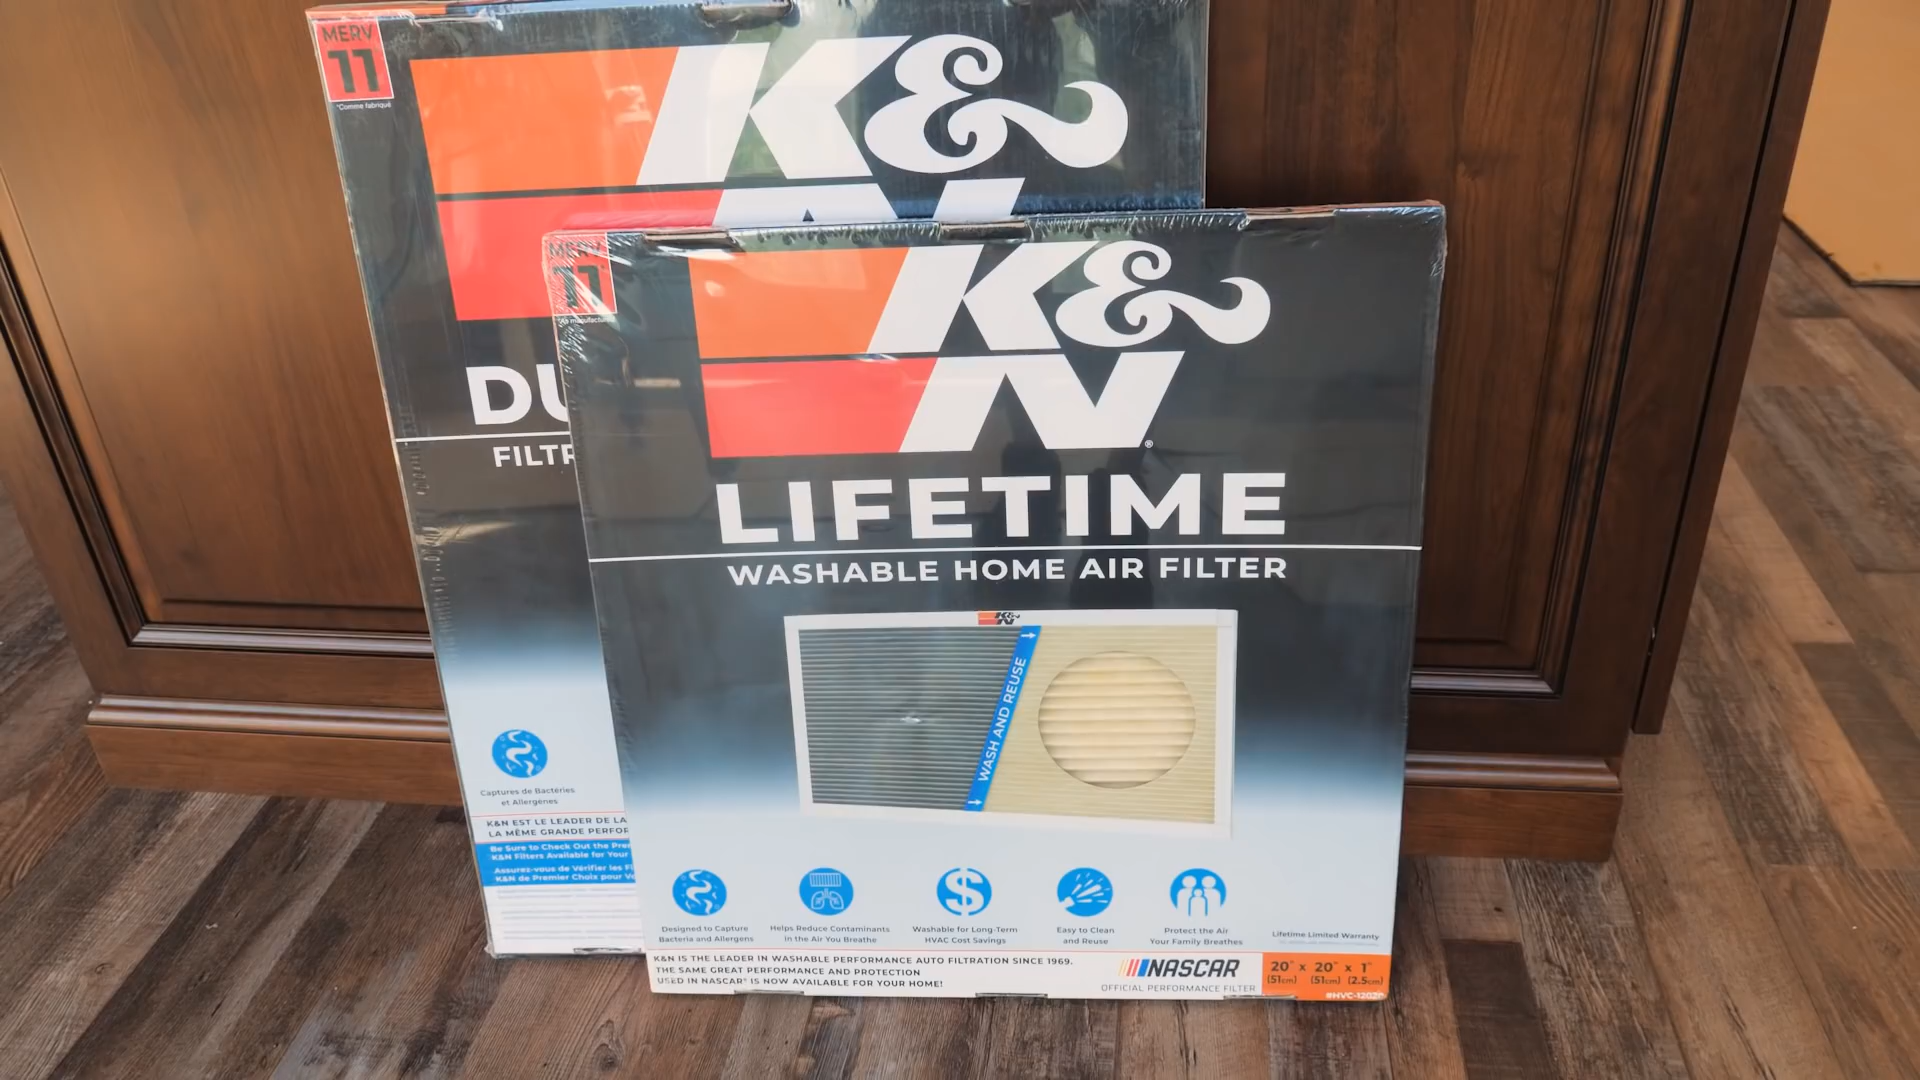 MERV
11
*Comme fabriqué
K&
DU
FILTR
Captures de Bactéries
et Allergènes
K&N EST LE LEADER DE LA
LA MÊME GRANDE PERFOR
Be Sure to Check Out the Prem
K&N Filters Available for Your
Assurez-vous de Vérifier les Fi
K&N de Premier Choix pour Vo
MERV
11
*As manufactured
K&
N®
LIFETIME
WASHABLE HOME AIR FILTER
K&N
WASH AND REUSE
Designed to Capture
Bacteria and Allergens
Helps Reduce Contaminants
in the Air You Breathe
Washable for Long-Term
HVAC Cost Savings
Easy to Clean
and Reuse
Protect the Air
Your Family Breathes
Lifetime Limited Warranty
K&N IS THE LEADER IN WASHABLE PERFORMANCE AUTO FILTRATION SINCE 1969.
THE SAME GREAT PERFORMANCE AND PROTECTION
USED IN NASCAR® IS NOW AVAILABLE FOR YOUR HOME!
NASCAR
OFFICIAL PERFORMANCE FILTER
20" x 20" x 1"
(51cm) (51cm) (2.5cm)